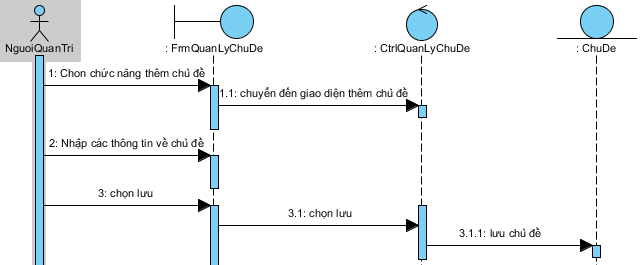 NguoiQuanTri
: FrmQuanLyChuDe
: CtrlQuanLyChuDe
: ChuDe
1: Chon chức năng thêm chủ đề
1.1: chuyển đến giao diện thêm chủ đề
2: Nhập các thông tin về chủ đề
3: chọn lưu
3.1: chọn lưu
3.1.1: lưu chủ đề